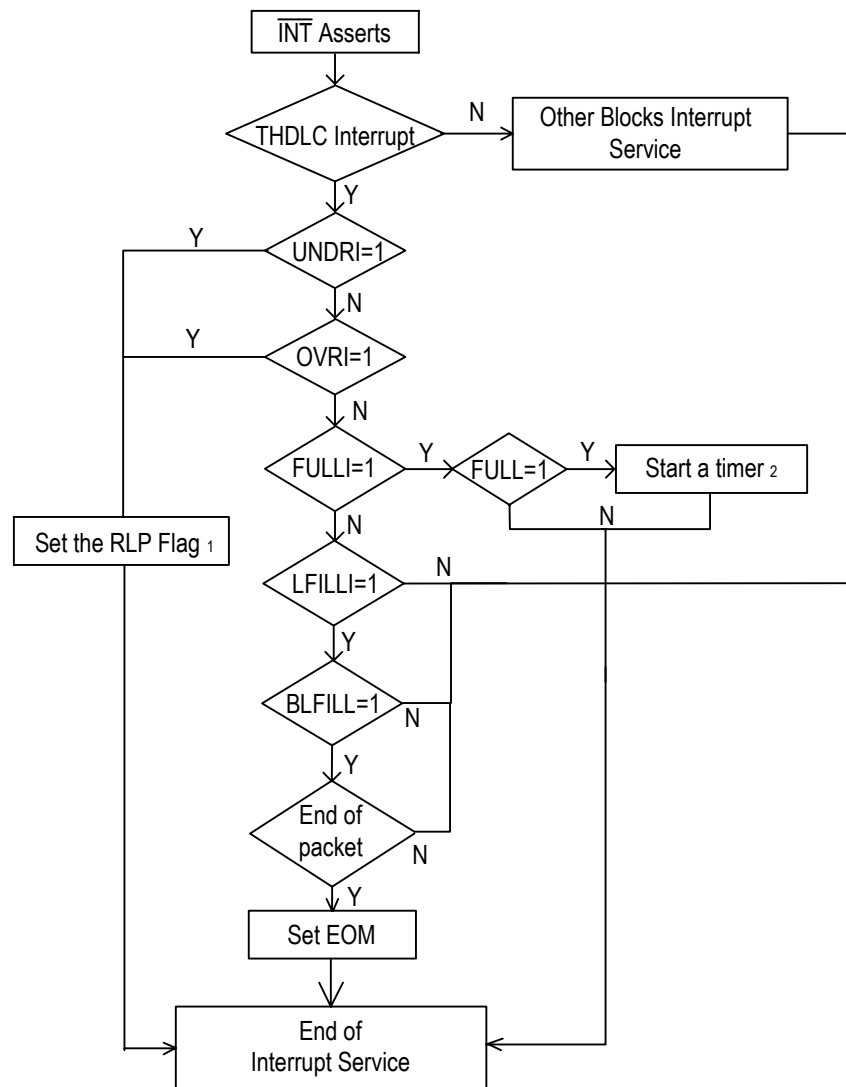 INT Asserts
THDLC Interrupt
N
Other Blocks Interrupt
Service
Y
Y
UNDRI=1
N
Y
OVRI=1
N
FULLI=1
Y
FULL=1
Y
Start a timer 2
N
N
Set the RLP Flag 1
LFILLI=1
N
Y
BLFILL=1
N
Y
End of
packet
N
Y
Set EOM
End of
Interrupt Service